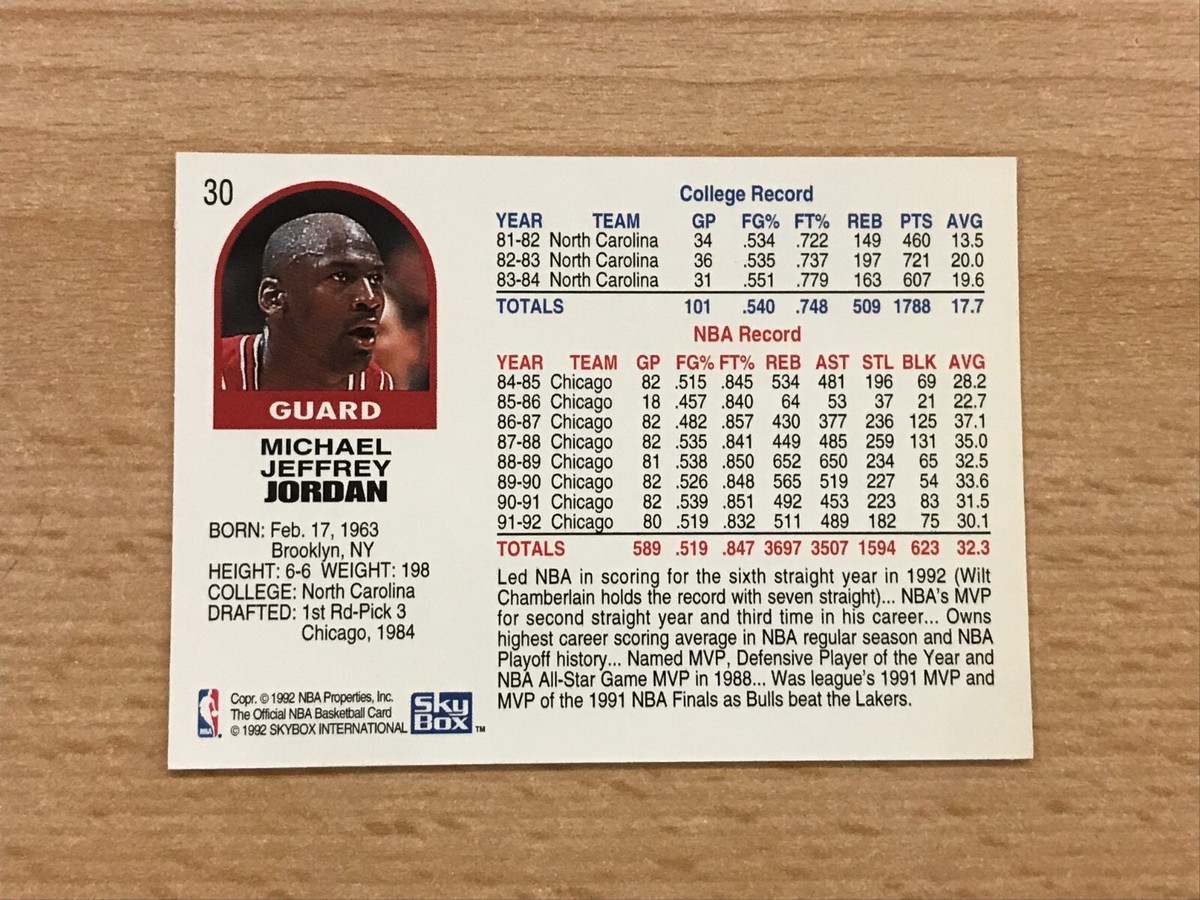 30
GUARD
MICHAEL
JEFFREY
JORDAN
BORN: Feb. 17, 1963
Brooklyn, NY
HEIGHT: 6-6 WEIGHT: 198
COLLEGE: North Carolina
DRAFTED: 1st Rd-Pick 3
Chicago, 1984
NBA
Copr. © 1992 NBA Properties, Inc.
The Official NBA Basketball Card
© 1992 SKYBOX INTERNATIONAL
Sky
Box ™
College Record
YEAR TEAM GP FG% FT% REB PTS AVG
81-82 North Carolina 34 .534 .722 149 460 13.5
82-83 North Carolina 36 .535 .737 197 721 20.0
83-84 North Carolina 31 .551 .779 163 607 19.6
TOTALS 101 .540 .748 509 1788 17.7
NBA Record
YEAR TEAM GP FG% FT% REB AST STL BLK AVG
84-85 Chicago 82 .515 .845 534 481 196 69 28.2
85-86 Chicago 18 .457 .840 64 53 37 21 22.7
86-87 Chicago 82 .482 .857 430 377 236 125 37.1
87-88 Chicago 82 .535 .841 449 485 259 131 35.0
88-89 Chicago 81 .538 .850 652 650 234 65 32.5
89-90 Chicago 82 .526 .848 565 519 227 54 33.6
90-91 Chicago 82 .539 .851 492 453 223 83 31.5
91-92 Chicago 80 .519 .832 511 489 182 75 30.1
TOTALS 589 .519 .847 3697 3507 1594 623 32.3
Led NBA in scoring for the sixth straight year in 1992 (Wilt
Chamberlain holds the record with seven straight)... NBA's MVP
for second straight year and third time in his career... Owns
highest career scoring average in NBA regular season and NBA
Playoff history... Named MVP, Defensive Player of the Year and
NBA All-Star Game MVP in 1988... Was league's 1991 MVP and
MVP of the 1991 NBA Finals as Bulls beat the Lakers.